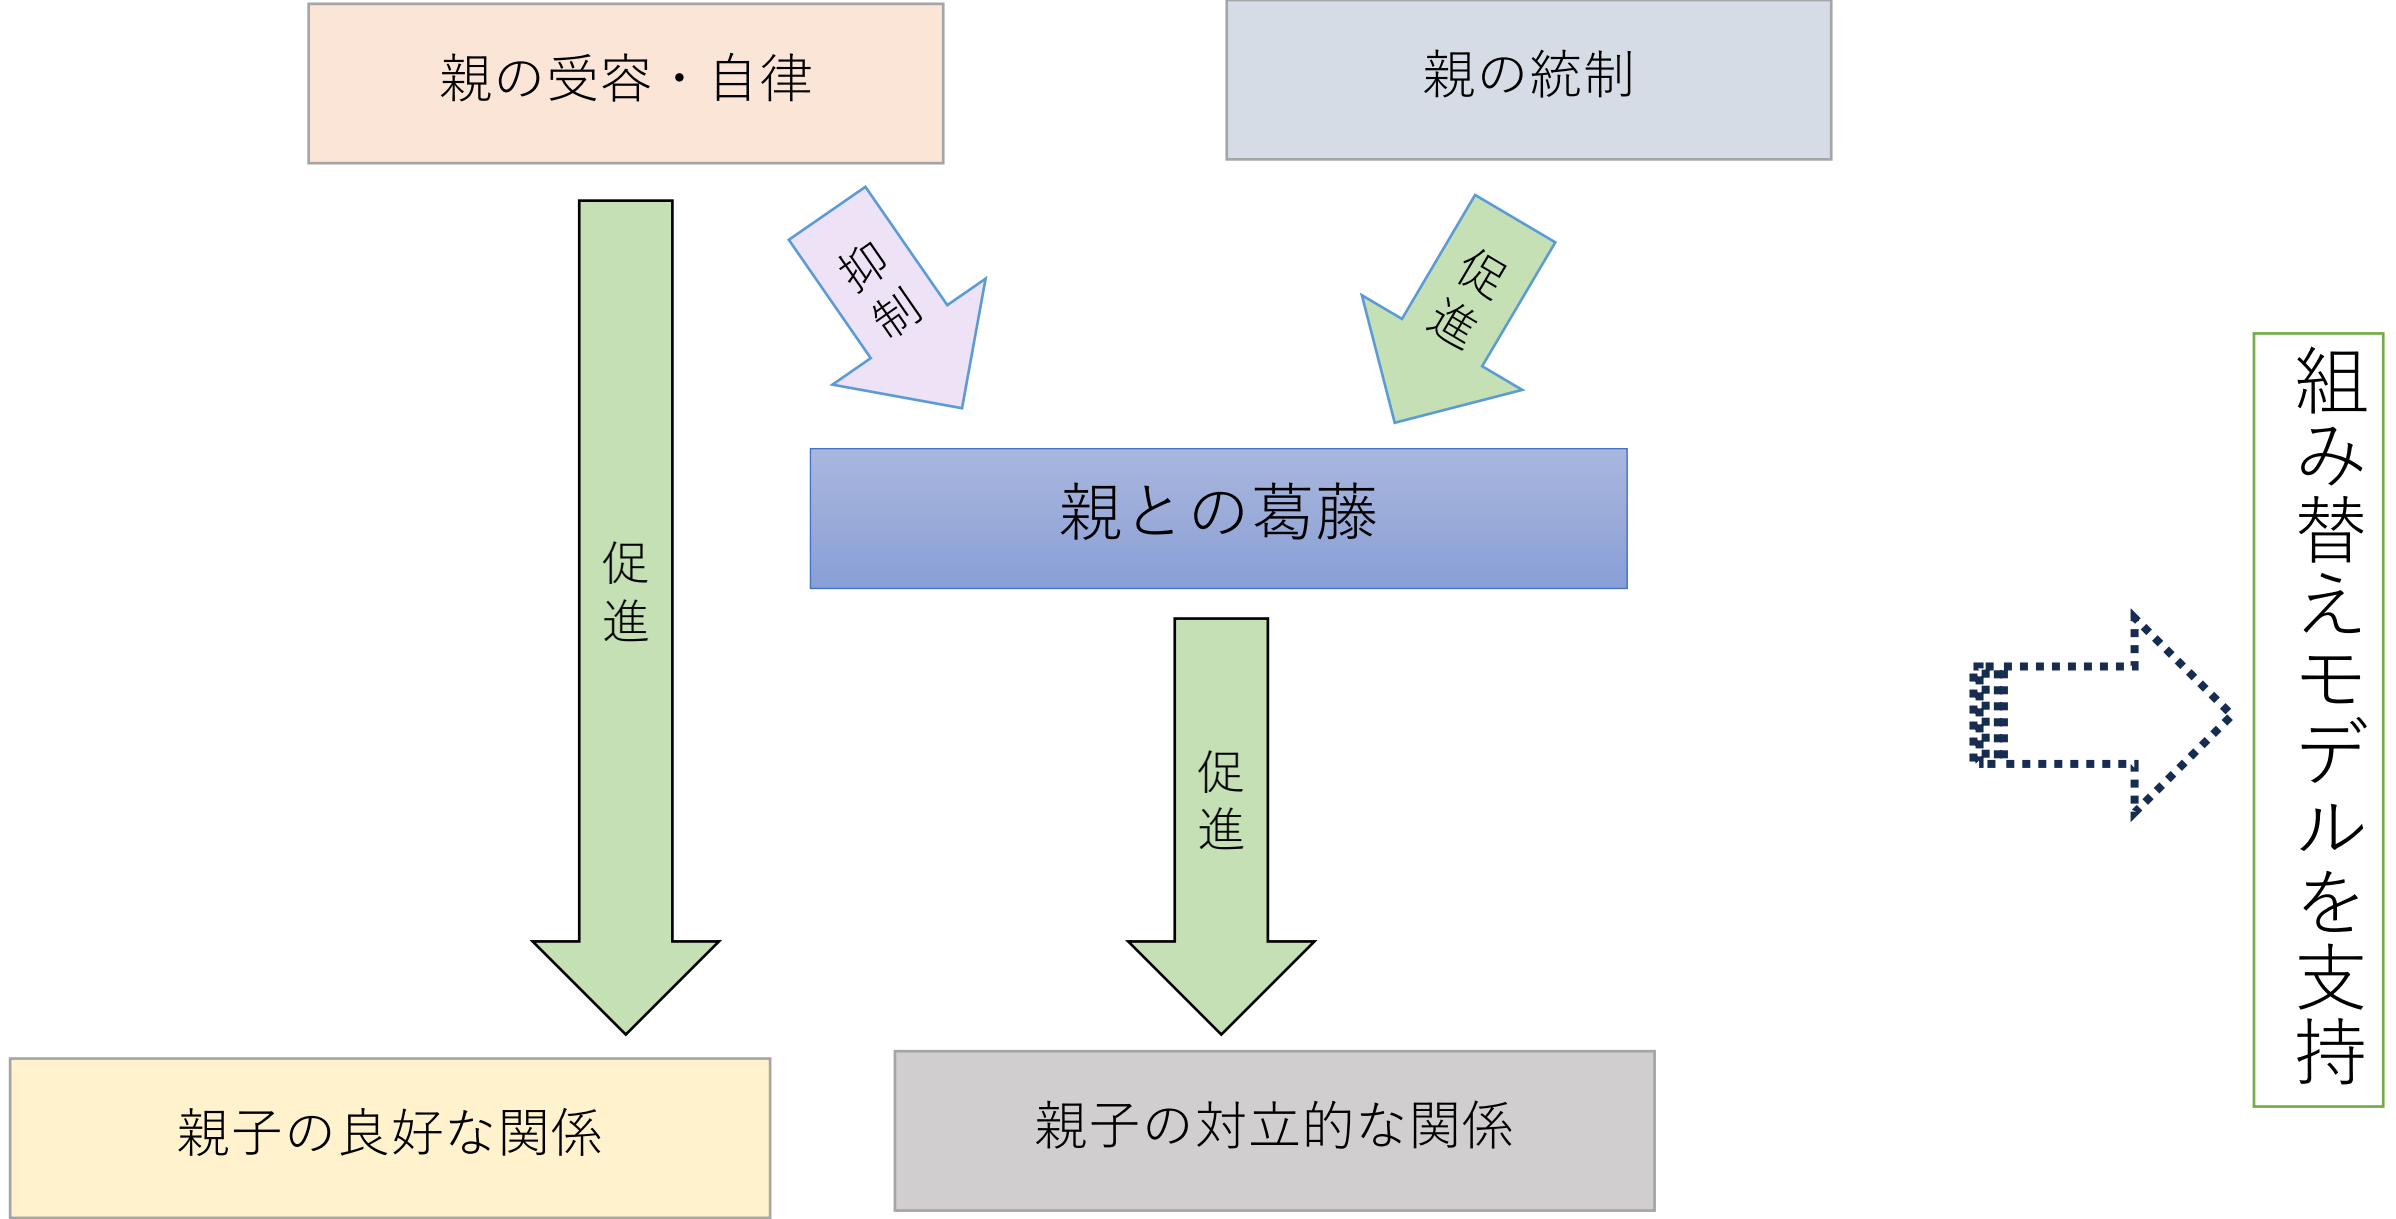 親の受容・自律
親の統制
抑制
促進
親との葛藤
促進
促進
親子の良好な関係
親子の対立的な関係
組み替えモデルを支持